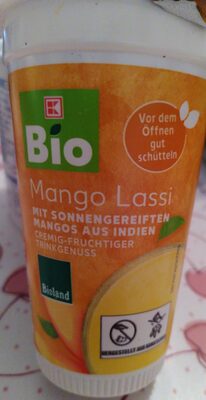 K
Bio
Vor dem
Öffnen
gut
schütteln
Mango Lassi
MIT SONNENGEREIFTEN
MANGOS AUS INDIEN
CREMIG-FRUCHTIGER
TRINKGENUSS
Bioland